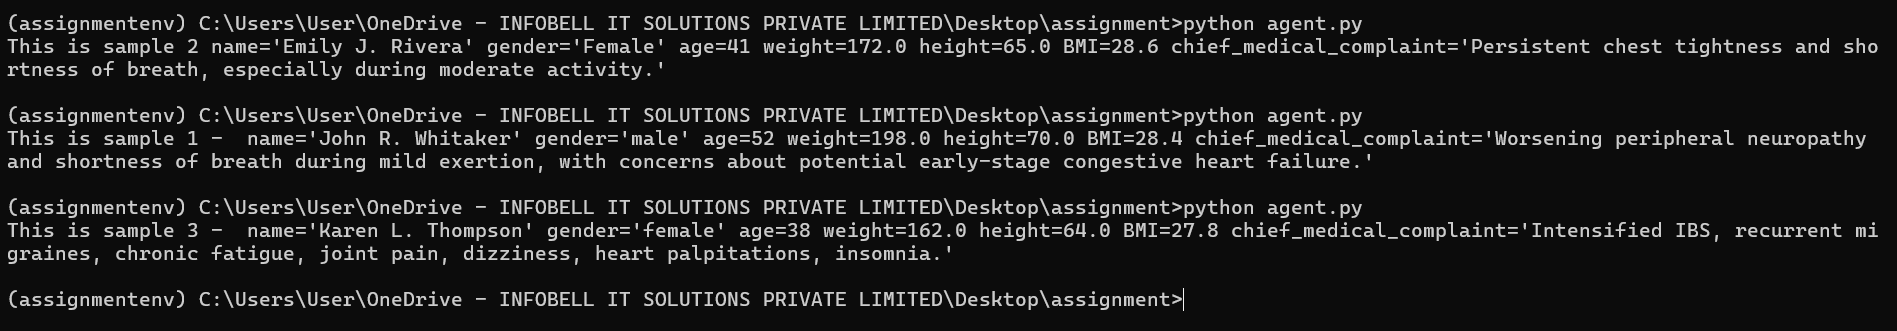 (assignmentenv) C:\Users\User\OneDrive - INFOBELL IT SOLUTIONS PRIVATE LIMITED\Desktop\assignment>python agent.py
This is sample 2 name='Emily J. Rivera' gender='Female' age=41 weight=172.0 height=65.0 BMI=28.6 chief_medical_complaint='Persistent chest tightness and sho
rtness of breath, especially during moderate activity.'
(assignmentenv) C:\Users\User\OneDrive - INFOBELL IT SOLUTIONS PRIVATE LIMITED\Desktop\assignment>python agent.py
This is sample 1 -  name='John R. Whitaker' gender='male' age=52 weight=198.0 height=70.0 BMI=28.4 chief_medical_complaint='Worsening peripheral neuropathy
and shortness of breath during mild exertion, with concerns about potential early-stage congestive heart failure.'
(assignmentenv) C:\Users\User\OneDrive - INFOBELL IT SOLUTIONS PRIVATE LIMITED\Desktop\assignment>python agent.py
This is sample 3 -  name='Karen L. Thompson' gender='female' age=38 weight=162.0 height=64.0 BMI=27.8 chief_medical_complaint='Intensified IBS, recurrent mi
graines, chronic fatigue, joint pain, dizziness, heart palpitations, insomnia.'
(assignmentenv) C:\Users\User\OneDrive - INFOBELL IT SOLUTIONS PRIVATE LIMITED\Desktop\assignment>